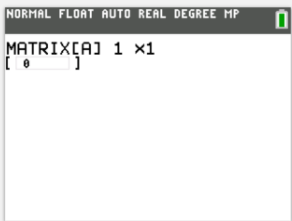 NORMAL FLOAT AUTO REAL DEGREE MP
MATRIX[A] 1 ×1
[ 0 ]